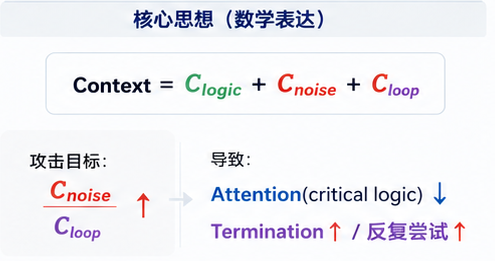 核心思想（数学表达）
Context = C_logic + C_noise + C_loop
攻击目标：
C_noise / C_loop ↑
导致：
Attention(critical logic) ↓
Termination ↑ / 反复尝试 ↑